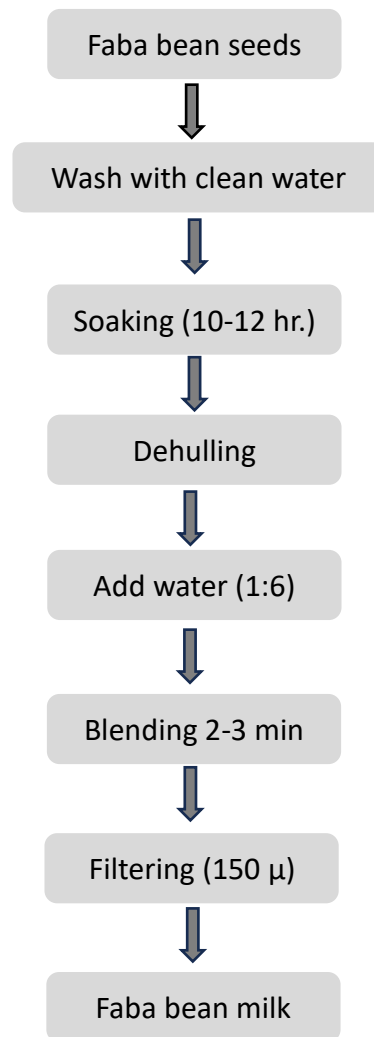 Faba bean seeds
Wash with clean water
Soaking (10-12 hr.)
Dehulling
Add water (1:6)
Blending 2-3 min
Filtering (150 μ)
Faba bean milk